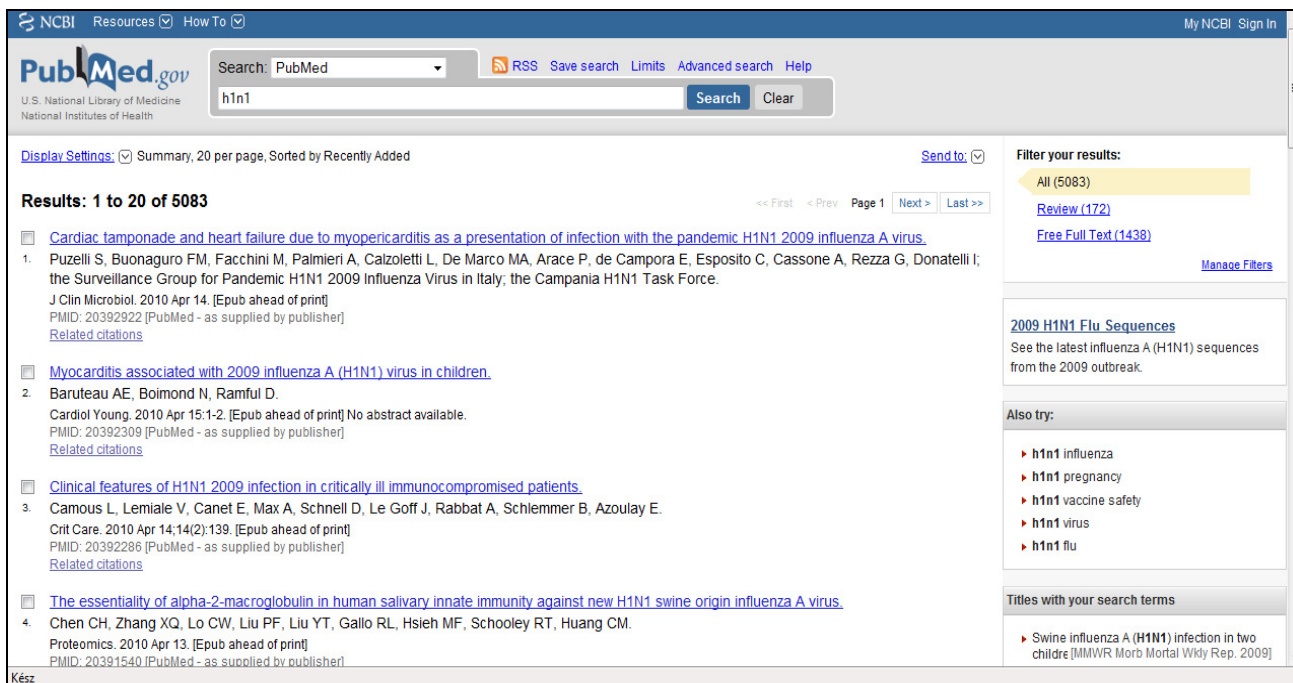 NCBI Resources How To My NCBI Sign In
PubMed.gov
U.S. National Library of Medicine
National Institutes of Health
Search: PubMed
RSS Save search Limits Advanced search Help
h1n1
Search Clear
Display Settings: Summary, 20 per page, Sorted by Recently Added
Send to:
Results: 1 to 20 of 5083
<< First < Prev Page 1 Next > Last >>
Cardiac tamponade and heart failure due to myopericarditis as a presentation of infection with the pandemic H1N1 2009 influenza A virus.
1. Puzelli S, Buonaguro FM, Facchini M, Palmieri A, Calzoletti L, De Marco MA, Arace P, de Campora E, Esposito C, Cassone A, Rezza G, Donatelli I;
the Surveillance Group for Pandemic H1N1 2009 Influenza Virus in Italy; the Campania H1N1 Task Force.
J Clin Microbiol. 2010 Apr 14. [Epub ahead of print]
PMID: 20392922 [PubMed - as supplied by publisher]
Related citations
Myocarditis associated with 2009 influenza A (H1N1) virus in children.
2. Baruteau AE, Boimond N, Ramful D.
Cardiol Young. 2010 Apr 15:1-2. [Epub ahead of print] No abstract available.
PMID: 20392309 [PubMed - as supplied by publisher]
Related citations
Clinical features of H1N1 2009 infection in critically ill immunocompromised patients.
3. Camous L, Lemiale V, Canet E, Max A, Schnell D, Le Goff J, Rabbat A, Schlemmer B, Azoulay E.
Crit Care. 2010 Apr 14;14(2):139. [Epub ahead of print]
PMID: 20392286 [PubMed - as supplied by publisher]
Related citations
The essentiality of alpha-2-macroglobulin in human salivary innate immunity against new H1N1 swine origin influenza A virus.
4. Chen CH, Zhang XQ, Lo CW, Liu PF, Liu YT, Gallo RL, Hsieh MF, Schooley RT, Huang CM.
Proteomics. 2010 Apr 13. [Epub ahead of print]
PMID: 20391540 [PubMed - as supplied by publisher]
Filter your results:
All (5083)
Review (172)
Free Full Text (1438)
Manage Filters
2009 H1N1 Flu Sequences
See the latest influenza A (H1N1) sequences
from the 2009 outbreak.
Also try:
h1n1 influenza
h1n1 pregnancy
h1n1 vaccine safety
h1n1 virus
h1n1 flu
Titles with your search terms
Swine influenza A (H1N1) infection in two
childre [MMWR Morb Mortal Wkly Rep. 2009]
Kész